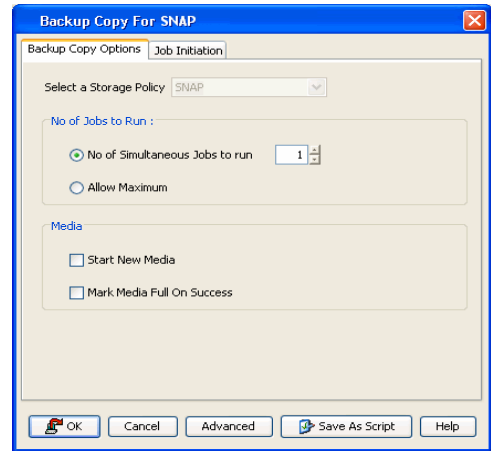 Backup Copy For SNAP
Backup Copy Options Job Initiation
Select a Storage Policy SNAP
No of Jobs to Run :
No of Simultaneous Jobs to run 1
Allow Maximum
Media
Start New Media
Mark Media Full On Success
OK Cancel Advanced Save As Script Help